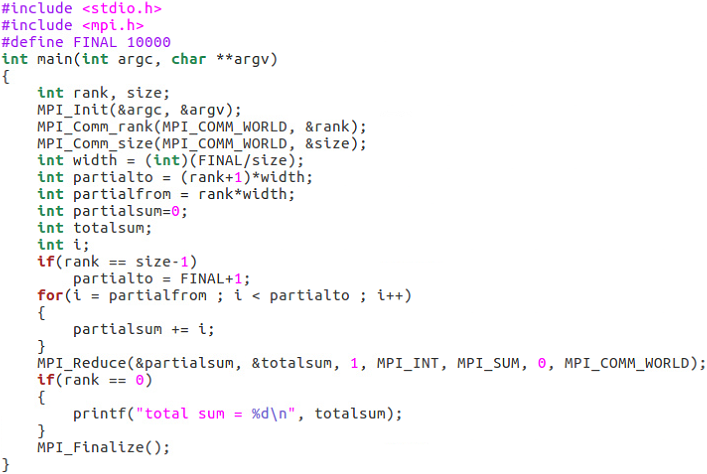 #include <stdio.h>
#include <mpi.h>
#define FINAL 10000
int main(int argc, char **argv)
{
    int rank, size;
    MPI_Init(&argc, &argv);
    MPI_Comm_rank(MPI_COMM_WORLD, &rank);
    MPI_Comm_size(MPI_COMM_WORLD, &size);
    int width = (int)(FINAL/size);
    int partialto = (rank+1)*width;
    int partialfrom = rank*width;
    int partialsum=0;
    int totalsum;
    int i;
    if(rank == size-1)
        partialto = FINAL+1;
    for(i = partialfrom ; i < partialto ; i++)
    {
        partialsum += i;
    }
    MPI_Reduce(&partialsum, &totalsum, 1, MPI_INT, MPI_SUM, 0, MPI_COMM_WORLD);
    if(rank == 0)
    {
        printf("total sum = %d\n", totalsum);
    }
    MPI_Finalize();
}